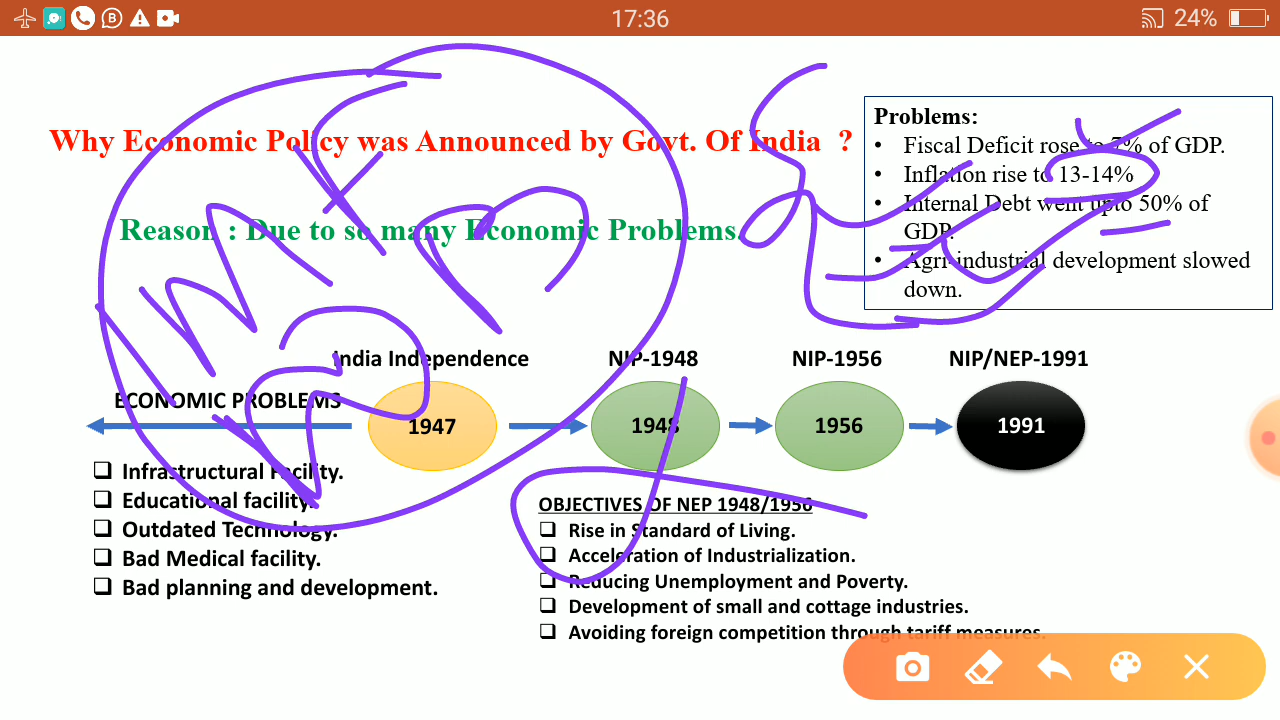 17:36
24%
Why Economic Policy was Announced by Govt. Of India ?
Reason : Due to so many Economic Problems.
Problems:
• Fiscal Deficit rose to 7% of GDP.
• Inflation rise to 13-14%
• Internal Debt went upto 50% of
GDP.
• Agri-industrial development slowed
down.
India Independence
NIP-1948
NIP-1956
NIP/NEP-1991
ECONOMIC PROBLEMS
1947
1948
1956
1991
❑ Infrastructural Facility.
❑ Educational facility.
❑ Outdated Technology.
❑ Bad Medical facility.
❑ Bad planning and development.
OBJECTIVES OF NEP 1948/1956
❑ Rise in Standard of Living.
❑ Acceleration of Industrialization.
❑ Reducing Unemployment and Poverty.
❑ Development of small and cottage industries.
❑ Avoiding foreign competition through tariff measures.